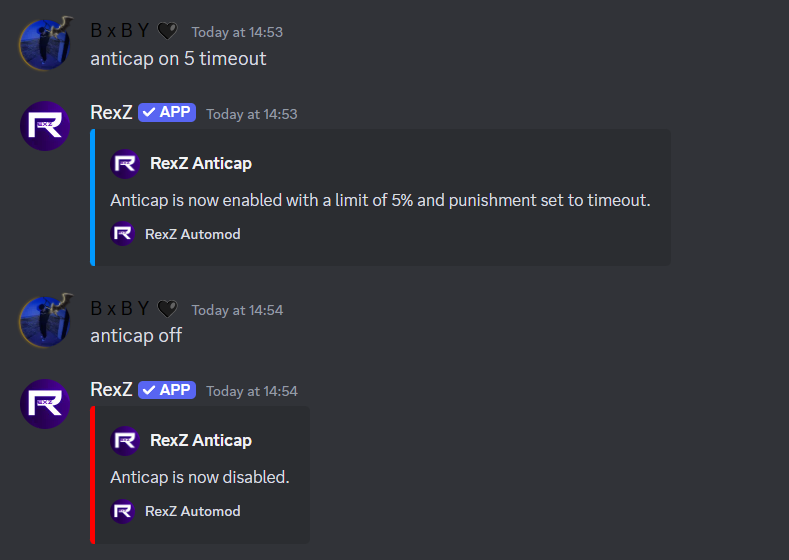 B x B Y 🖤 Today at 14:53
anticap on 5 timeout
RexZ ✓ APP Today at 14:53
RexZ Anticap
Anticap is now enabled with a limit of 5% and punishment set to timeout.
RexZ Automod
B x B Y 🖤 Today at 14:54
anticap off
RexZ ✓ APP Today at 14:54
RexZ Anticap
Anticap is now disabled.
RexZ Automod